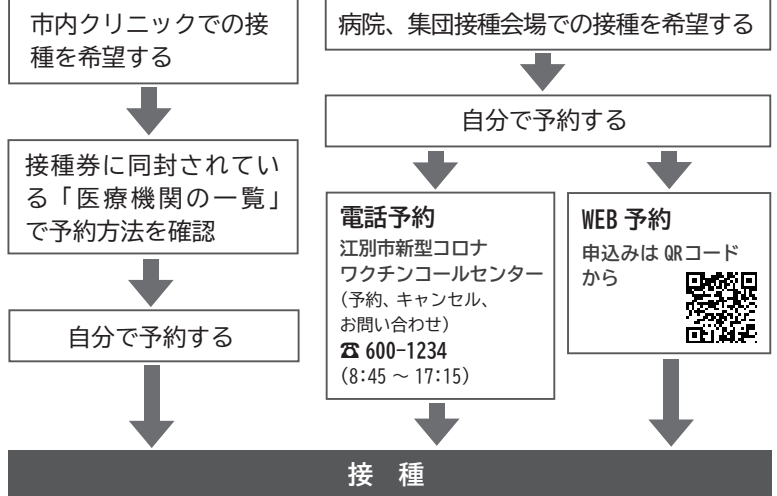 市内クリニックでの接
種を希望する
接種券に同封されてい
る「医療機関の一覧」
で予約方法を確認
自分で予約する
病院、集団接種会場での接種を希望する
自分で予約する
電話予約
江別市新型コロナ
ワクチンコールセンター
（予約、キャンセル、
お問い合わせ）
☎ 600-1234
（8:45 ～ 17:15）
WEB 予約
申込みは QRコード
から
接 種